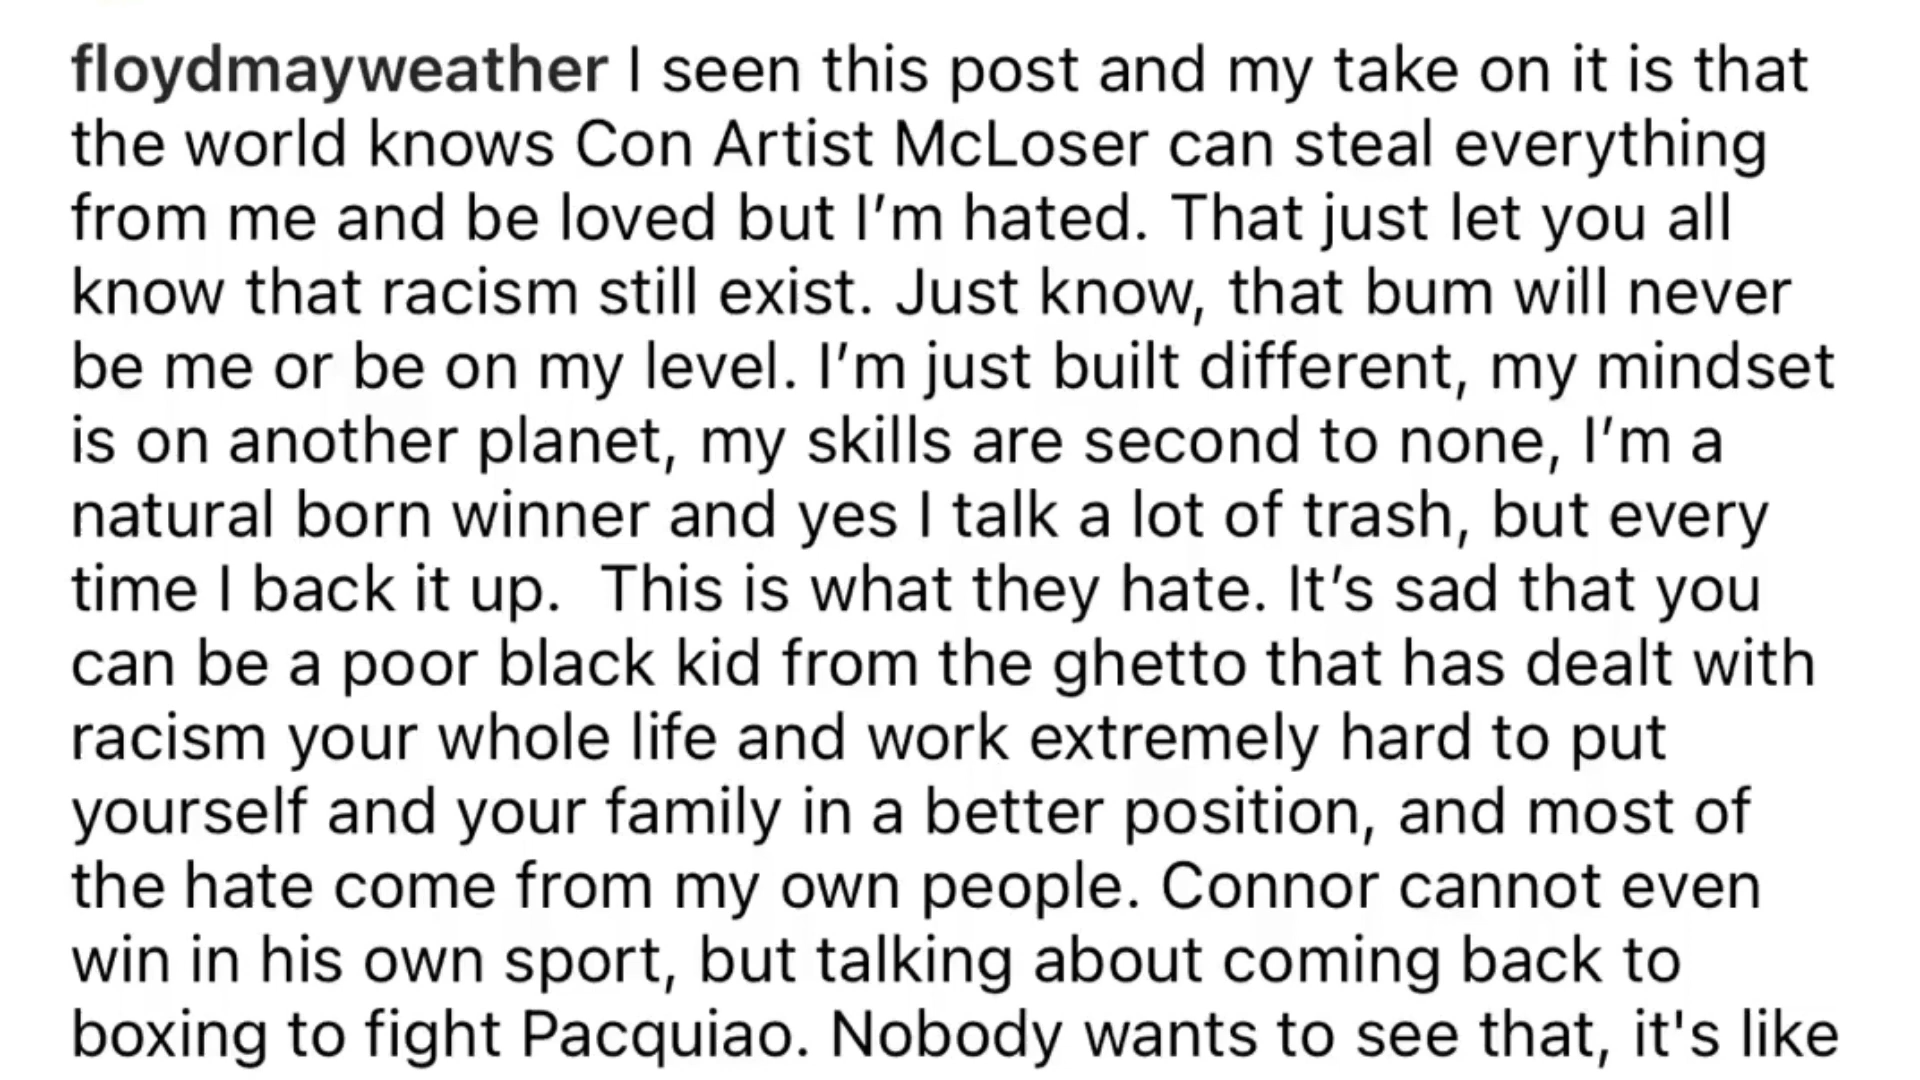 floydmayweather I seen this post and my take on it is that
the world knows Con Artist McLoser can steal everything
from me and be loved but I’m hated. That just let you all
know that racism still exist. Just know, that bum will never
be me or be on my level. I’m just built different, my mindset
is on another planet, my skills are second to none, I’m a
natural born winner and yes I talk a lot of trash, but every
time I back it up.  This is what they hate. It’s sad that you
can be a poor black kid from the ghetto that has dealt with
racism your whole life and work extremely hard to put
yourself and your family in a better position, and most of
the hate come from my own people. Connor cannot even
win in his own sport, but talking about coming back to
boxing to fight Pacquiao. Nobody wants to see that, it's like